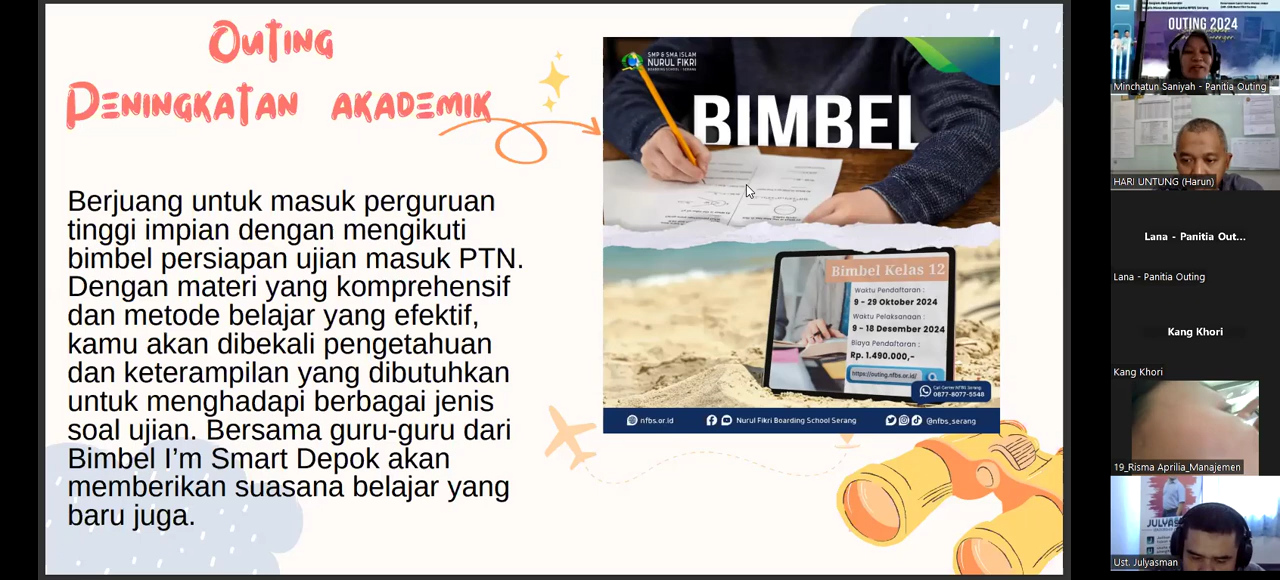 Outing
Peningkatan akademik
Berjuang untuk masuk perguruan
tinggi impian dengan mengikuti
bimbel persiapan ujian masuk PTN.
Dengan materi yang komprehensif
dan metode belajar yang efektif,
kamu akan dibekali pengetahuan
dan keterampilan yang dibutuhkan
untuk menghadapi berbagai jenis
soal ujian. Bersama guru-guru dari
Bimbel I'm Smart Depok akan
memberikan suasana belajar yang
baru juga.
SMP & SMA ISLAM
NURUL FIKRI
BOARDING SCHOOL - SERANG
BIMBEL
Bimbel Kelas 12
Waktu Pendaftaran :
9 - 29 Oktober 2024
Waktu Pelaksanaan :
9 - 18 Desember 2024
Biaya Pendaftaran :
Rp. 1.490.000,-
https://outing.nfbs.or.id/
Call Center NFBS Serang
0877-8077-5548
nfbs.or.id
Nurul Fikri Boarding School Serang
@nfbs_serang
OUTING 2024
Minchatun Saniyah - Panitia Outing
HARI UNTUNG (Harun)
Lana - Panitia Out...
Lana - Panitia Outing
Kang Khori
Kang Khori
19_Risma Aprilia_Manajemen
JULYAS
Ust. Julyasman